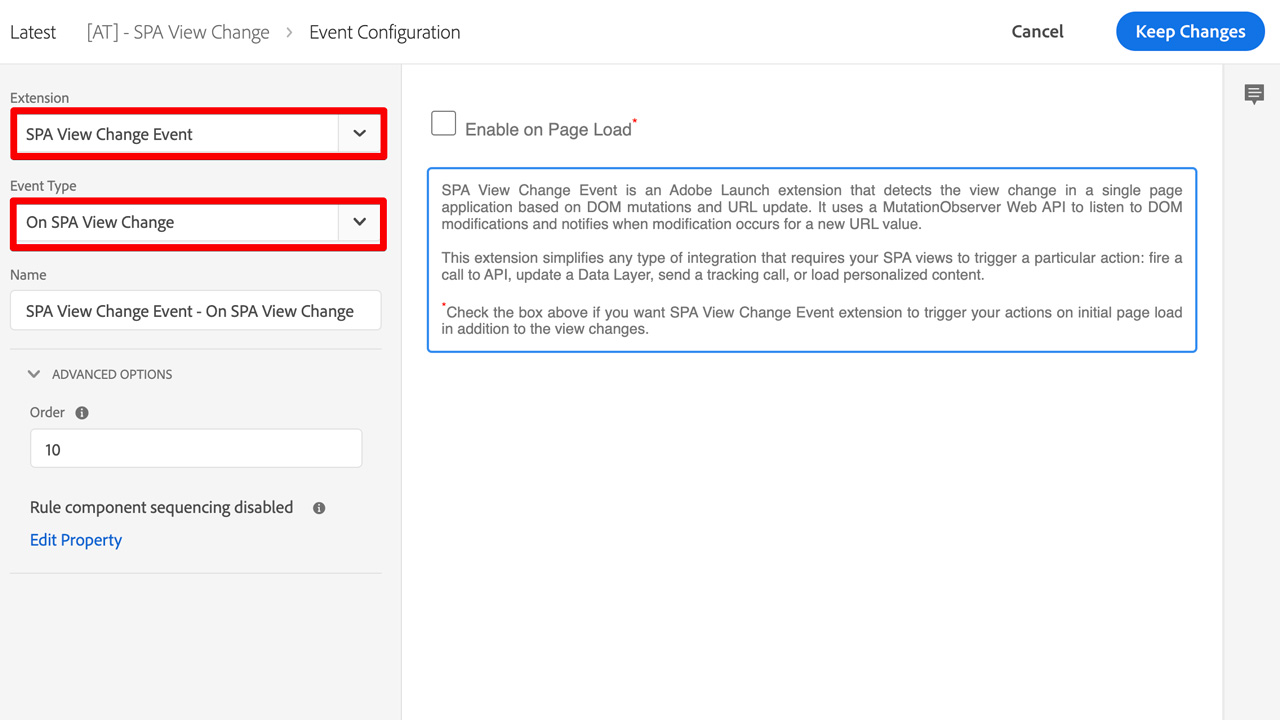 Latest [AT] - SPA View Change › Event Configuration Cancel Keep Changes
Extension
SPA View Change Event
Event Type
On SPA View Change
Name
SPA View Change Event - On SPA View Change
ADVANCED OPTIONS
Order
10
Rule component sequencing disabled
Edit Property
Enable on Page Load*
SPA View Change Event is an Adobe Launch extension that detects the view change in a single page
application based on DOM mutations and URL update. It uses a MutationObserver Web API to listen to DOM
modifications and notifies when modification occurs for a new URL value.
This extension simplifies any type of integration that requires your SPA views to trigger a particular action: fire a
call to API, update a Data Layer, send a tracking call, or load personalized content.
*Check the box above if you want SPA View Change Event extension to trigger your actions on initial page load
in addition to the view changes.